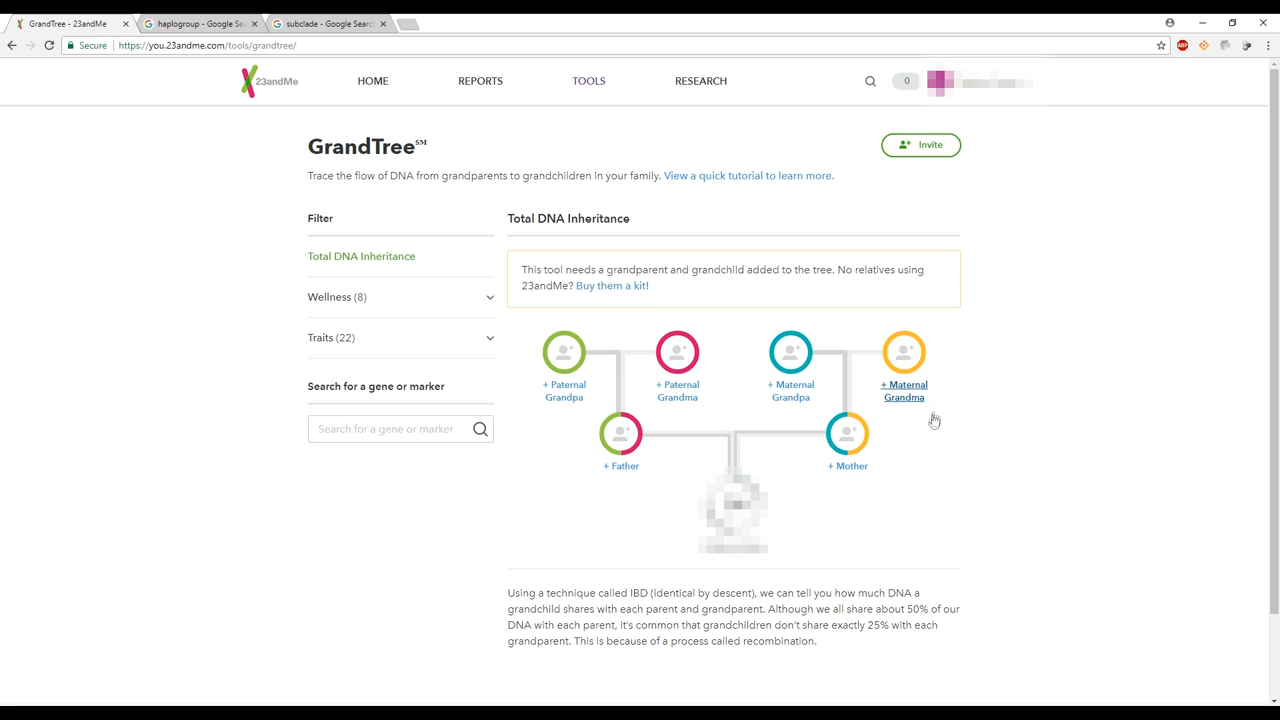 GrandTree - 23andMe
haplogroup - Google Sea
subclade - Google Search
Secure
https://you.23andme.com/tools/grandtree/
ABP
23andMe
HOME
REPORTS
TOOLS
RESEARCH
0
GrandTree℠
Invite
Trace the flow of DNA from grandparents to grandchildren in your family. View a quick tutorial to learn more.
Filter
Total DNA Inheritance
Wellness (8)
Traits (22)
Search for a gene or marker
Search for a gene or marker
Total DNA Inheritance
This tool needs a grandparent and grandchild added to the tree. No relatives using
23andMe? Buy them a kit!
+ Paternal
Grandpa
+ Paternal
Grandma
+ Maternal
Grandpa
+ Maternal
Grandma
+ Father
+ Mother
Using a technique called IBD (identical by descent), we can tell you how much DNA a
grandchild shares with each parent and grandparent. Although we all share about 50% of our
DNA with each parent, it's common that grandchildren don't share exactly 25% with each
grandparent. This is because of a process called recombination.